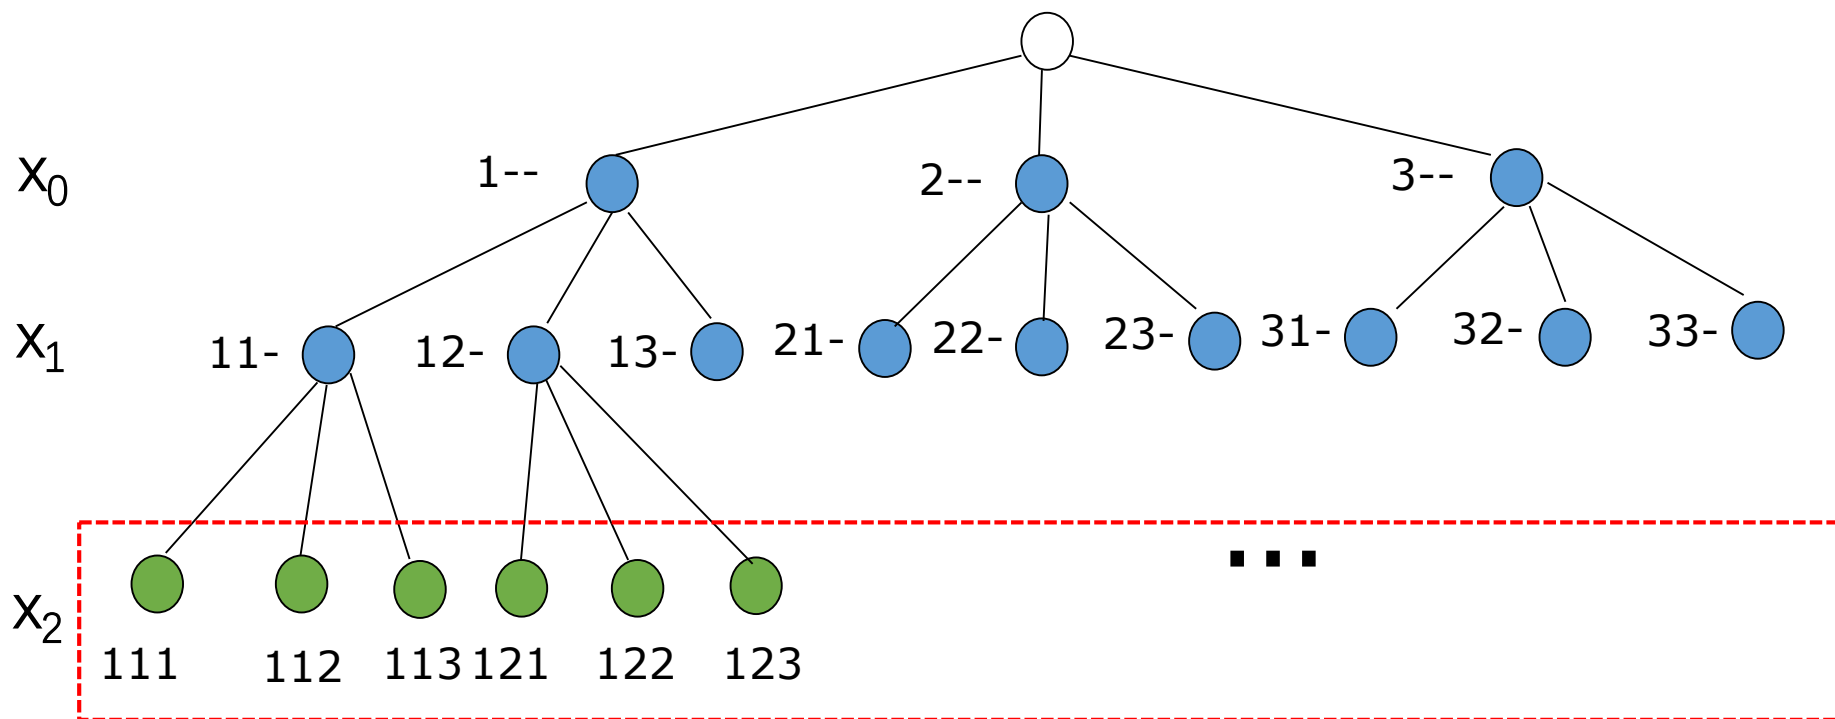 x₀ 1-- 2-- 3--
x₁ 11- 12- 13- 21- 22- 23- 31- 32- 33-
...
x₂
111 112 113 121 122 123